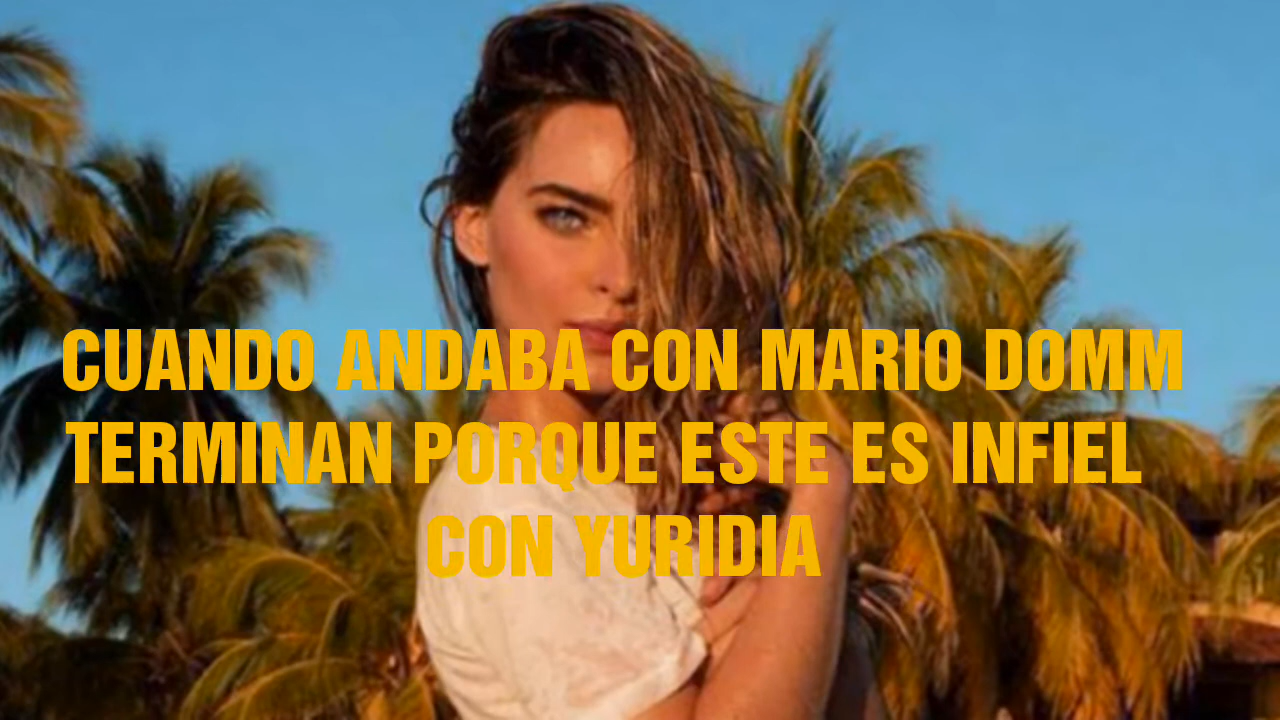 CUANDO ANDABA CON MARIO DOMM
TERMINAN PORQUE ESTE ES INFIEL
CON YURIDIA